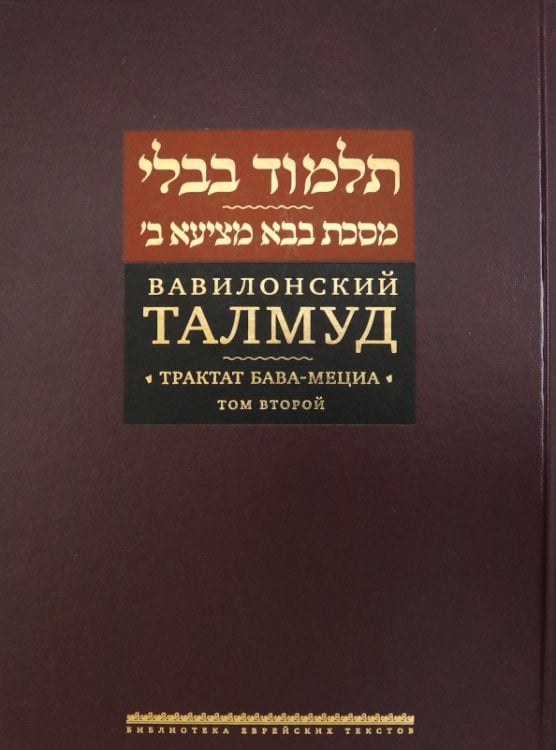 תלמוד בבלי
מסכת בבא מציעא ב'
ВАВИЛОНСКИЙ
ТАЛМУД
ТРАКТАТ БАВА-МЕЦИА
ТОМ ВТОРОЙ
БИБЛИОТЕКА ЕВРЕЙСКИХ ТЕКСТОВ